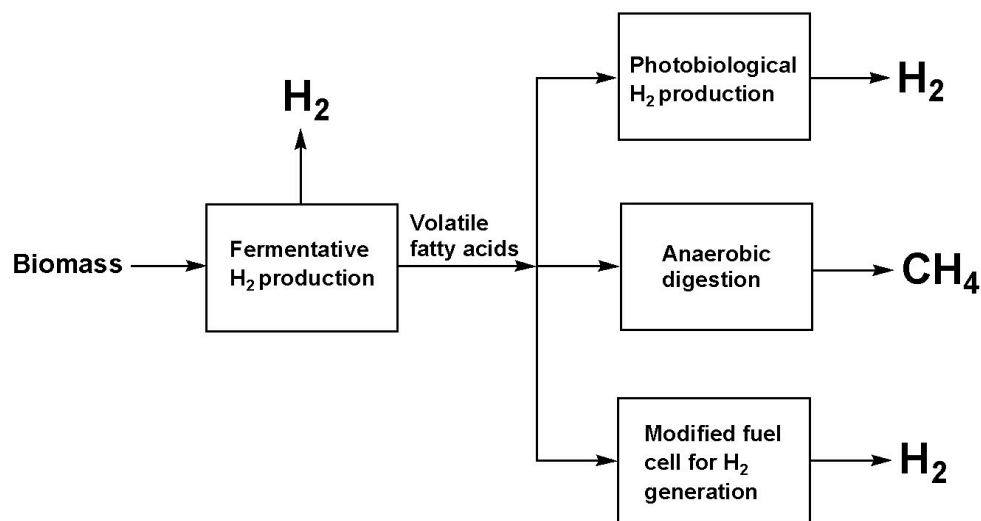 Biomass
Fermentative
H₂ production
H₂
Volatile
fatty acids
Photobiological
H₂ production
H₂
Anaerobic
digestion
CH₄
Modified fuel
cell for H₂
generation
H₂